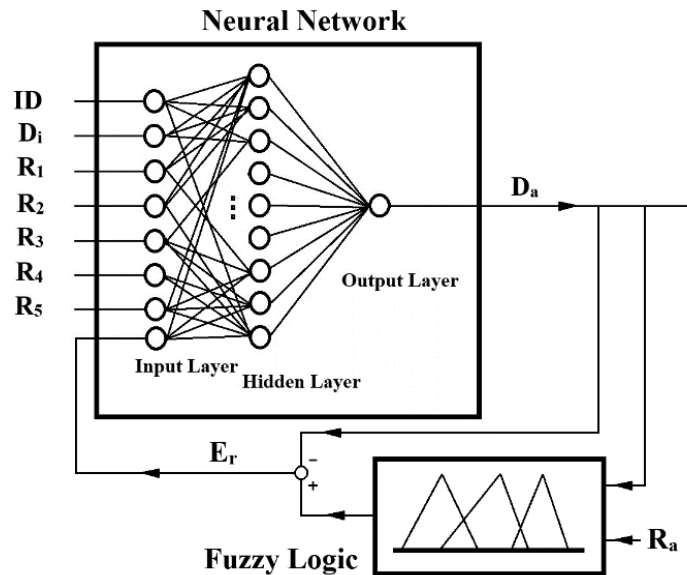 Neural Network
ID
Di
R1
R2
R3
R4
R5
Da
Output Layer
Input Layer
Hidden Layer
Er
−
+
Ra
Fuzzy Logic